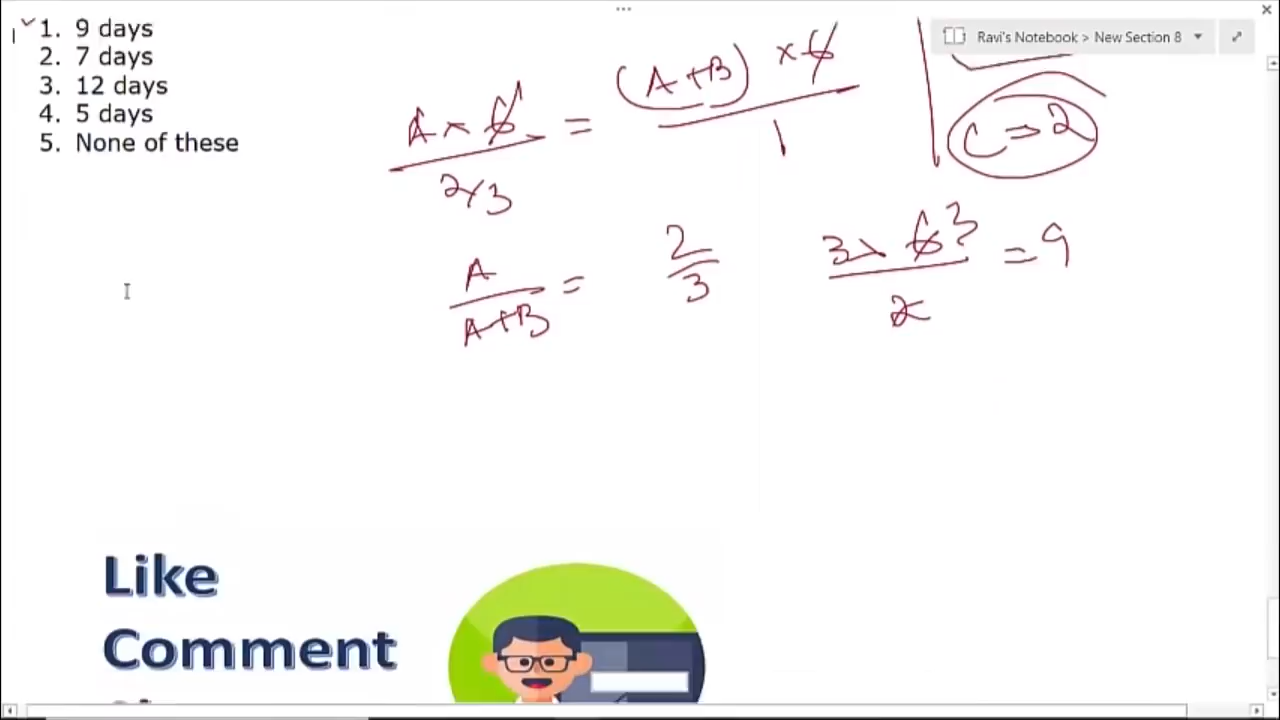 1. 9 days
2. 7 days
3. 12 days
4. 5 days
5. None of these
Ravi's Notebook > New Section 8
A × 6 = (A+B) × 6
2/3 1
C ⇒ 2
A = 2 3 × 6 3 = 9
A+B 3 2
Like
Comment